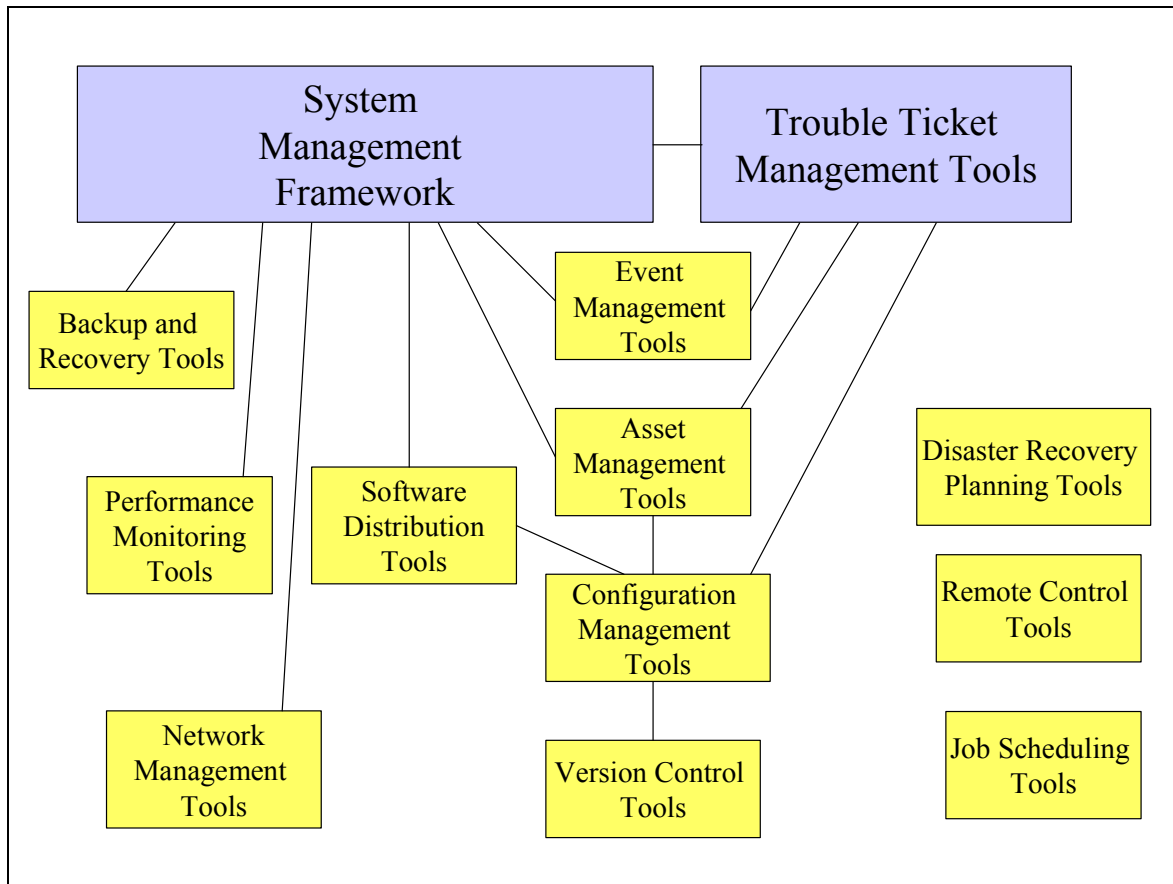 System
Management
Framework
Trouble Ticket
Management Tools
Event
Management
Tools
Backup and
Recovery Tools
Asset
Management
Tools
Disaster Recovery
Planning Tools
Performance
Monitoring
Tools
Software
Distribution
Tools
Configuration
Management
Tools
Remote Control
Tools
Network
Management
Tools
Version Control
Tools
Job Scheduling
Tools